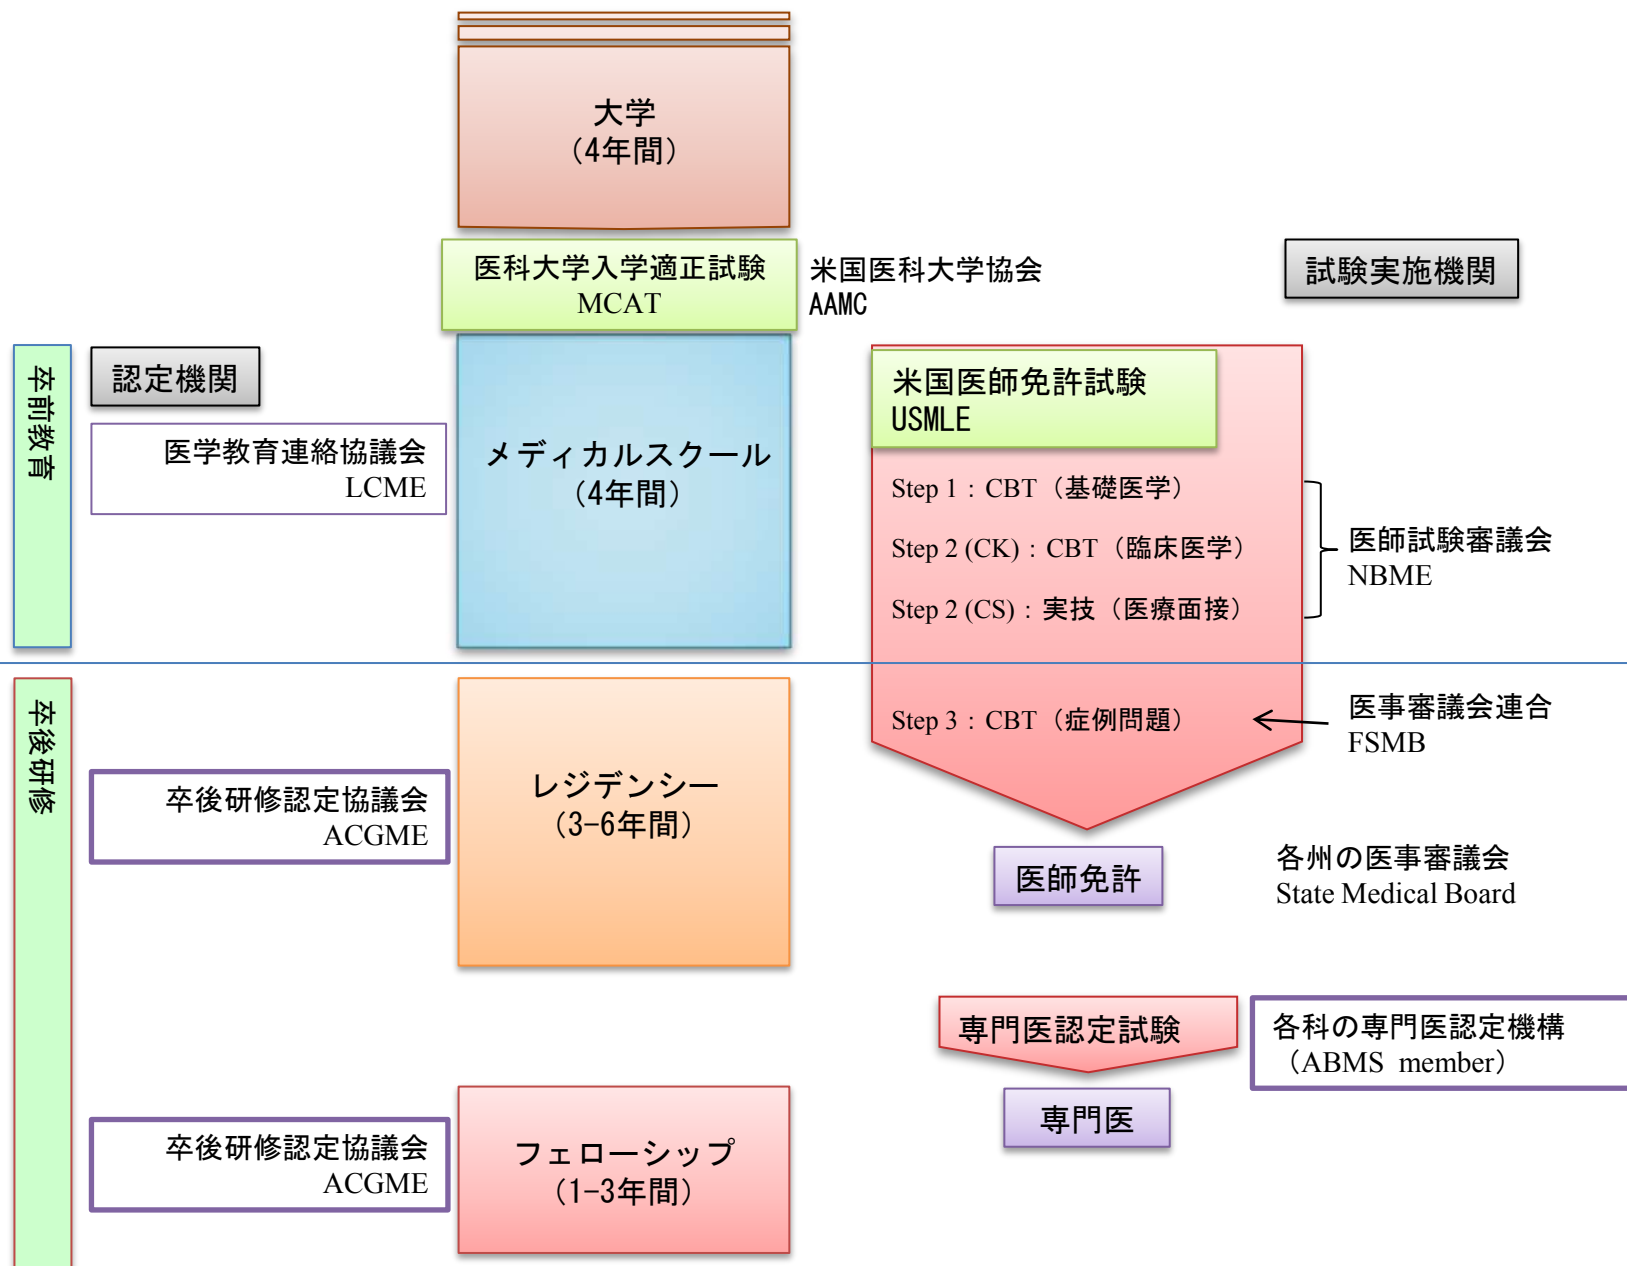 大学
（4年間）
医科大学入学適正試験
MCAT
米国医科大学協会
AAMC
試験実施機関
卒前教育
認定機関
医学教育連絡協議会
LCME
メディカルスクール
（4年間）
米国医師免許試験
USMLE
Step 1：CBT（基礎医学）
Step 2 (CK)：CBT（臨床医学）
Step 2 (CS)：実技（医療面接）
医師試験審議会
NBME
卒後研修
卒後研修認定協議会
ACGME
レジデンシー
（3-6年間）
Step 3：CBT（症例問題）
医事審議会連合
FSMB
医師免許
各州の医事審議会
State Medical Board
専門医認定試験
各科の専門医認定機構
（ABMS member）
専門医
卒後研修認定協議会
ACGME
フェローシップ
（1-3年間）